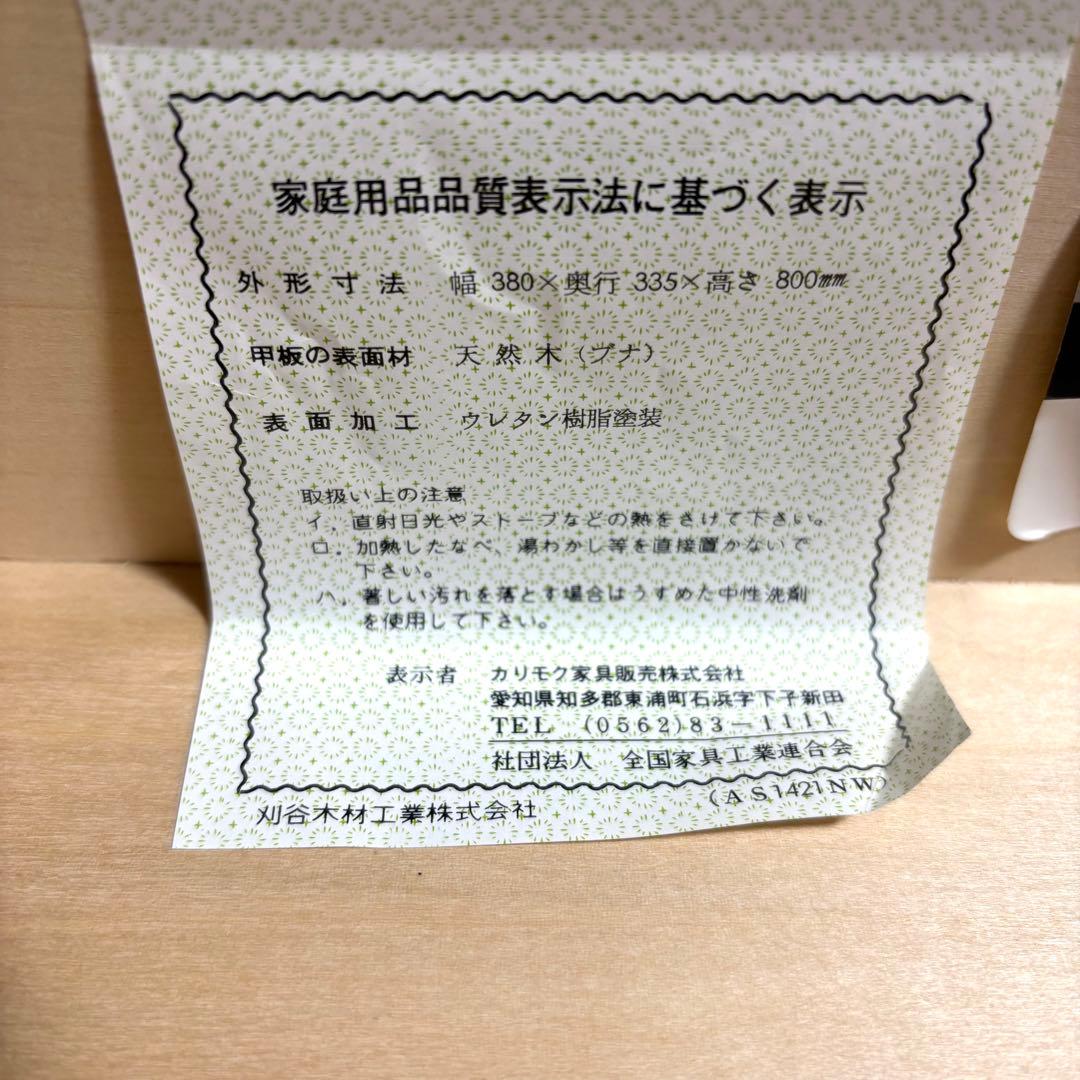 家庭用品品質表示法に基づく表示
外形寸法 幅 380×奥行 335×高さ 800㎜
甲板の表面材 天然木(ブナ)
表面加工 ウレタン樹脂塗装
取扱い上の注意
イ．直射日光やストーブなどの熱をさけて下さい。
ロ．加熱したなべ、湯わかし等を直接置かないで
下さい。
ハ．著しい汚れを落とす場合はうすめた中性洗剤
を使用して下さい。
表示者 カリモク家具販売株式会社
愛知県知多郡東浦町石浜字下子新田
TEL (0562)83－1111
社団法人 全国家具工業連合会
刈谷木材工業株式会社 (AS1421NW)